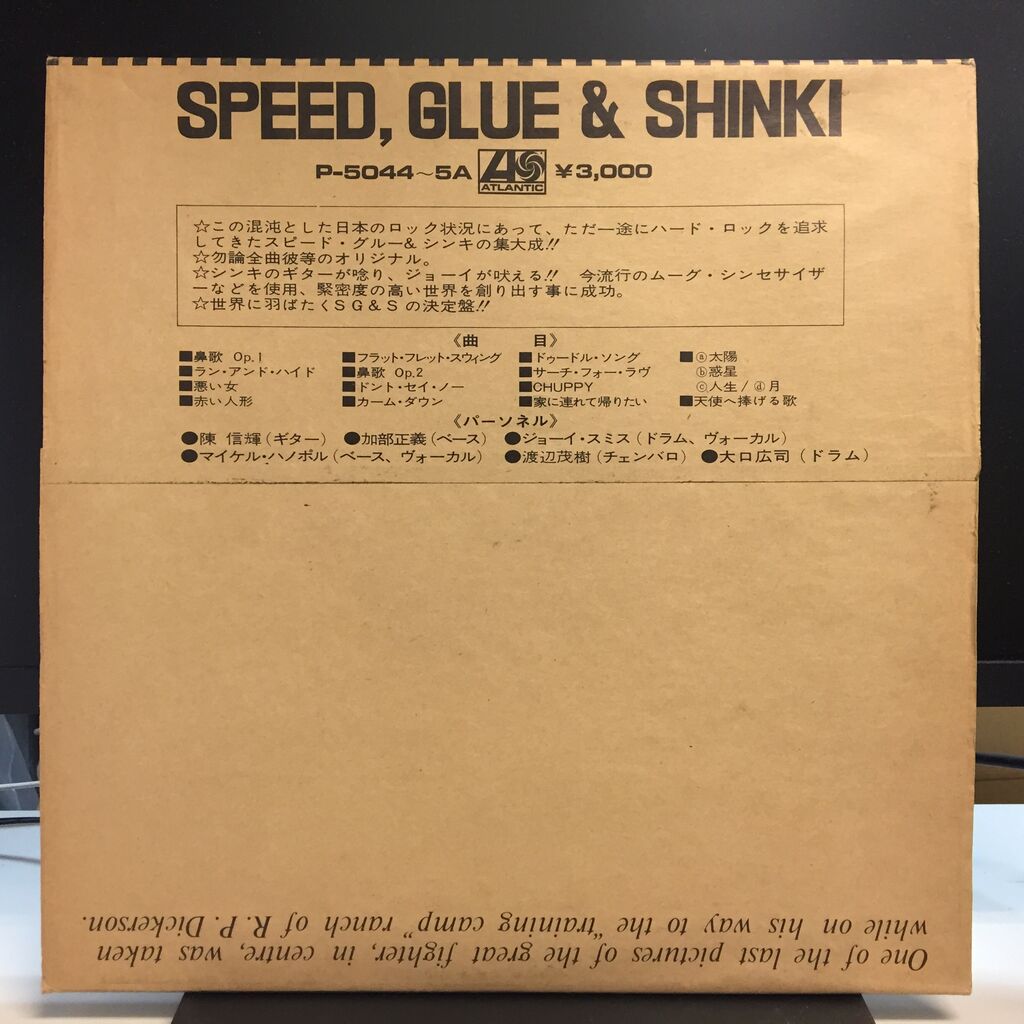 SPEED, GLUE & SHINKI
P-5044～5A ATLANTIC ¥3,000
☆この混沌とした日本のロック状況にあって、ただ一途にハード・ロックを追求
してきたスピード・グルー& シンキの集大成!!
☆勿論全曲彼等のオリジナル。
☆シンキのギターが唸り、ジョーイが吠える!! 今流行のムーグ・シンセサイザ
ーなどを使用、緊密度の高い世界を創り出す事に成功。
☆世界に羽ばたくSG&Sの決定盤!!
《曲 目》
■鼻歌 Op.1 ■フラット・フレット・スウィング ■ドゥードル・ソング ■ⓐ太陽
■ラン・アンド・ハイド ■鼻歌 Op.2 ■サーチ・フォー・ラヴ ⓑ惑星
■悪い女 ■ドント・セイ・ノー ■CHUPPY ⓒ人生/ⓓ月
■赤い人形 ■カーム・ダウン ■家に連れて帰りたい ■天使へ捧げる歌
《パーソネル》
●陳 信輝(ギター) ●加部正義(ベース) ●ジョーイ・スミス(ドラム、ヴォーカル)
●マイケル・ハノポル(ベース、ヴォーカル) ●渡辺茂樹(チェンバロ) ●大口広司(ドラム)
One of the last pictures of the great fighter, in centre, was taken
while on his way to the "training camp" ranch of R. P. Dickerson.